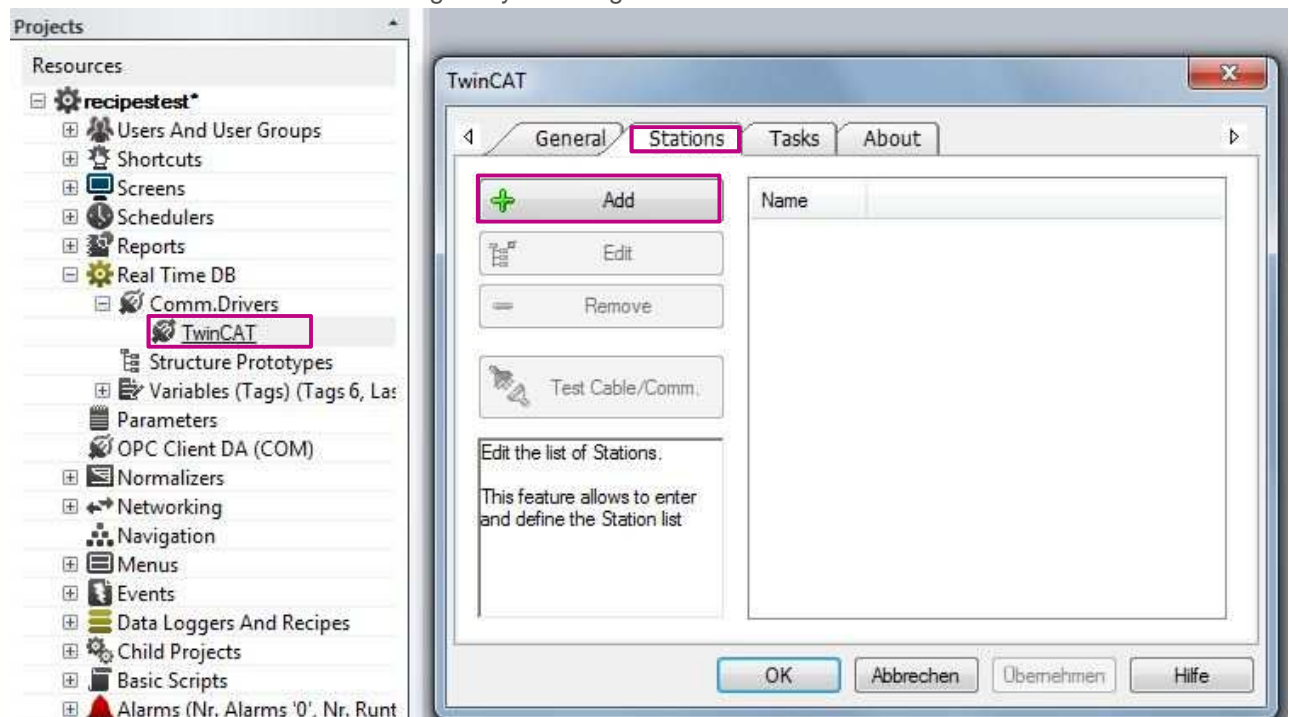 Projects
Resources
recipestest*
Users And User Groups
Shortcuts
Screens
Schedulers
Reports
Real Time DB
Comm.Drivers
TwinCAT
Structure Prototypes
Variables (Tags) (Tags 6, Las
Parameters
OPC Client DA (COM)
Normalizers
Networking
Navigation
Menus
Events
Data Loggers And Recipes
Child Projects
Basic Scripts
Alarms (Nr. Alarms '0', Nr. Runt
TwinCAT
General Stations Tasks About
Add
Edit
Remove
Test Cable/Comm.
Edit the list of Stations.
This feature allows to enter
and define the Station list
Name
OK Abbrechen Übernehmen Hilfe